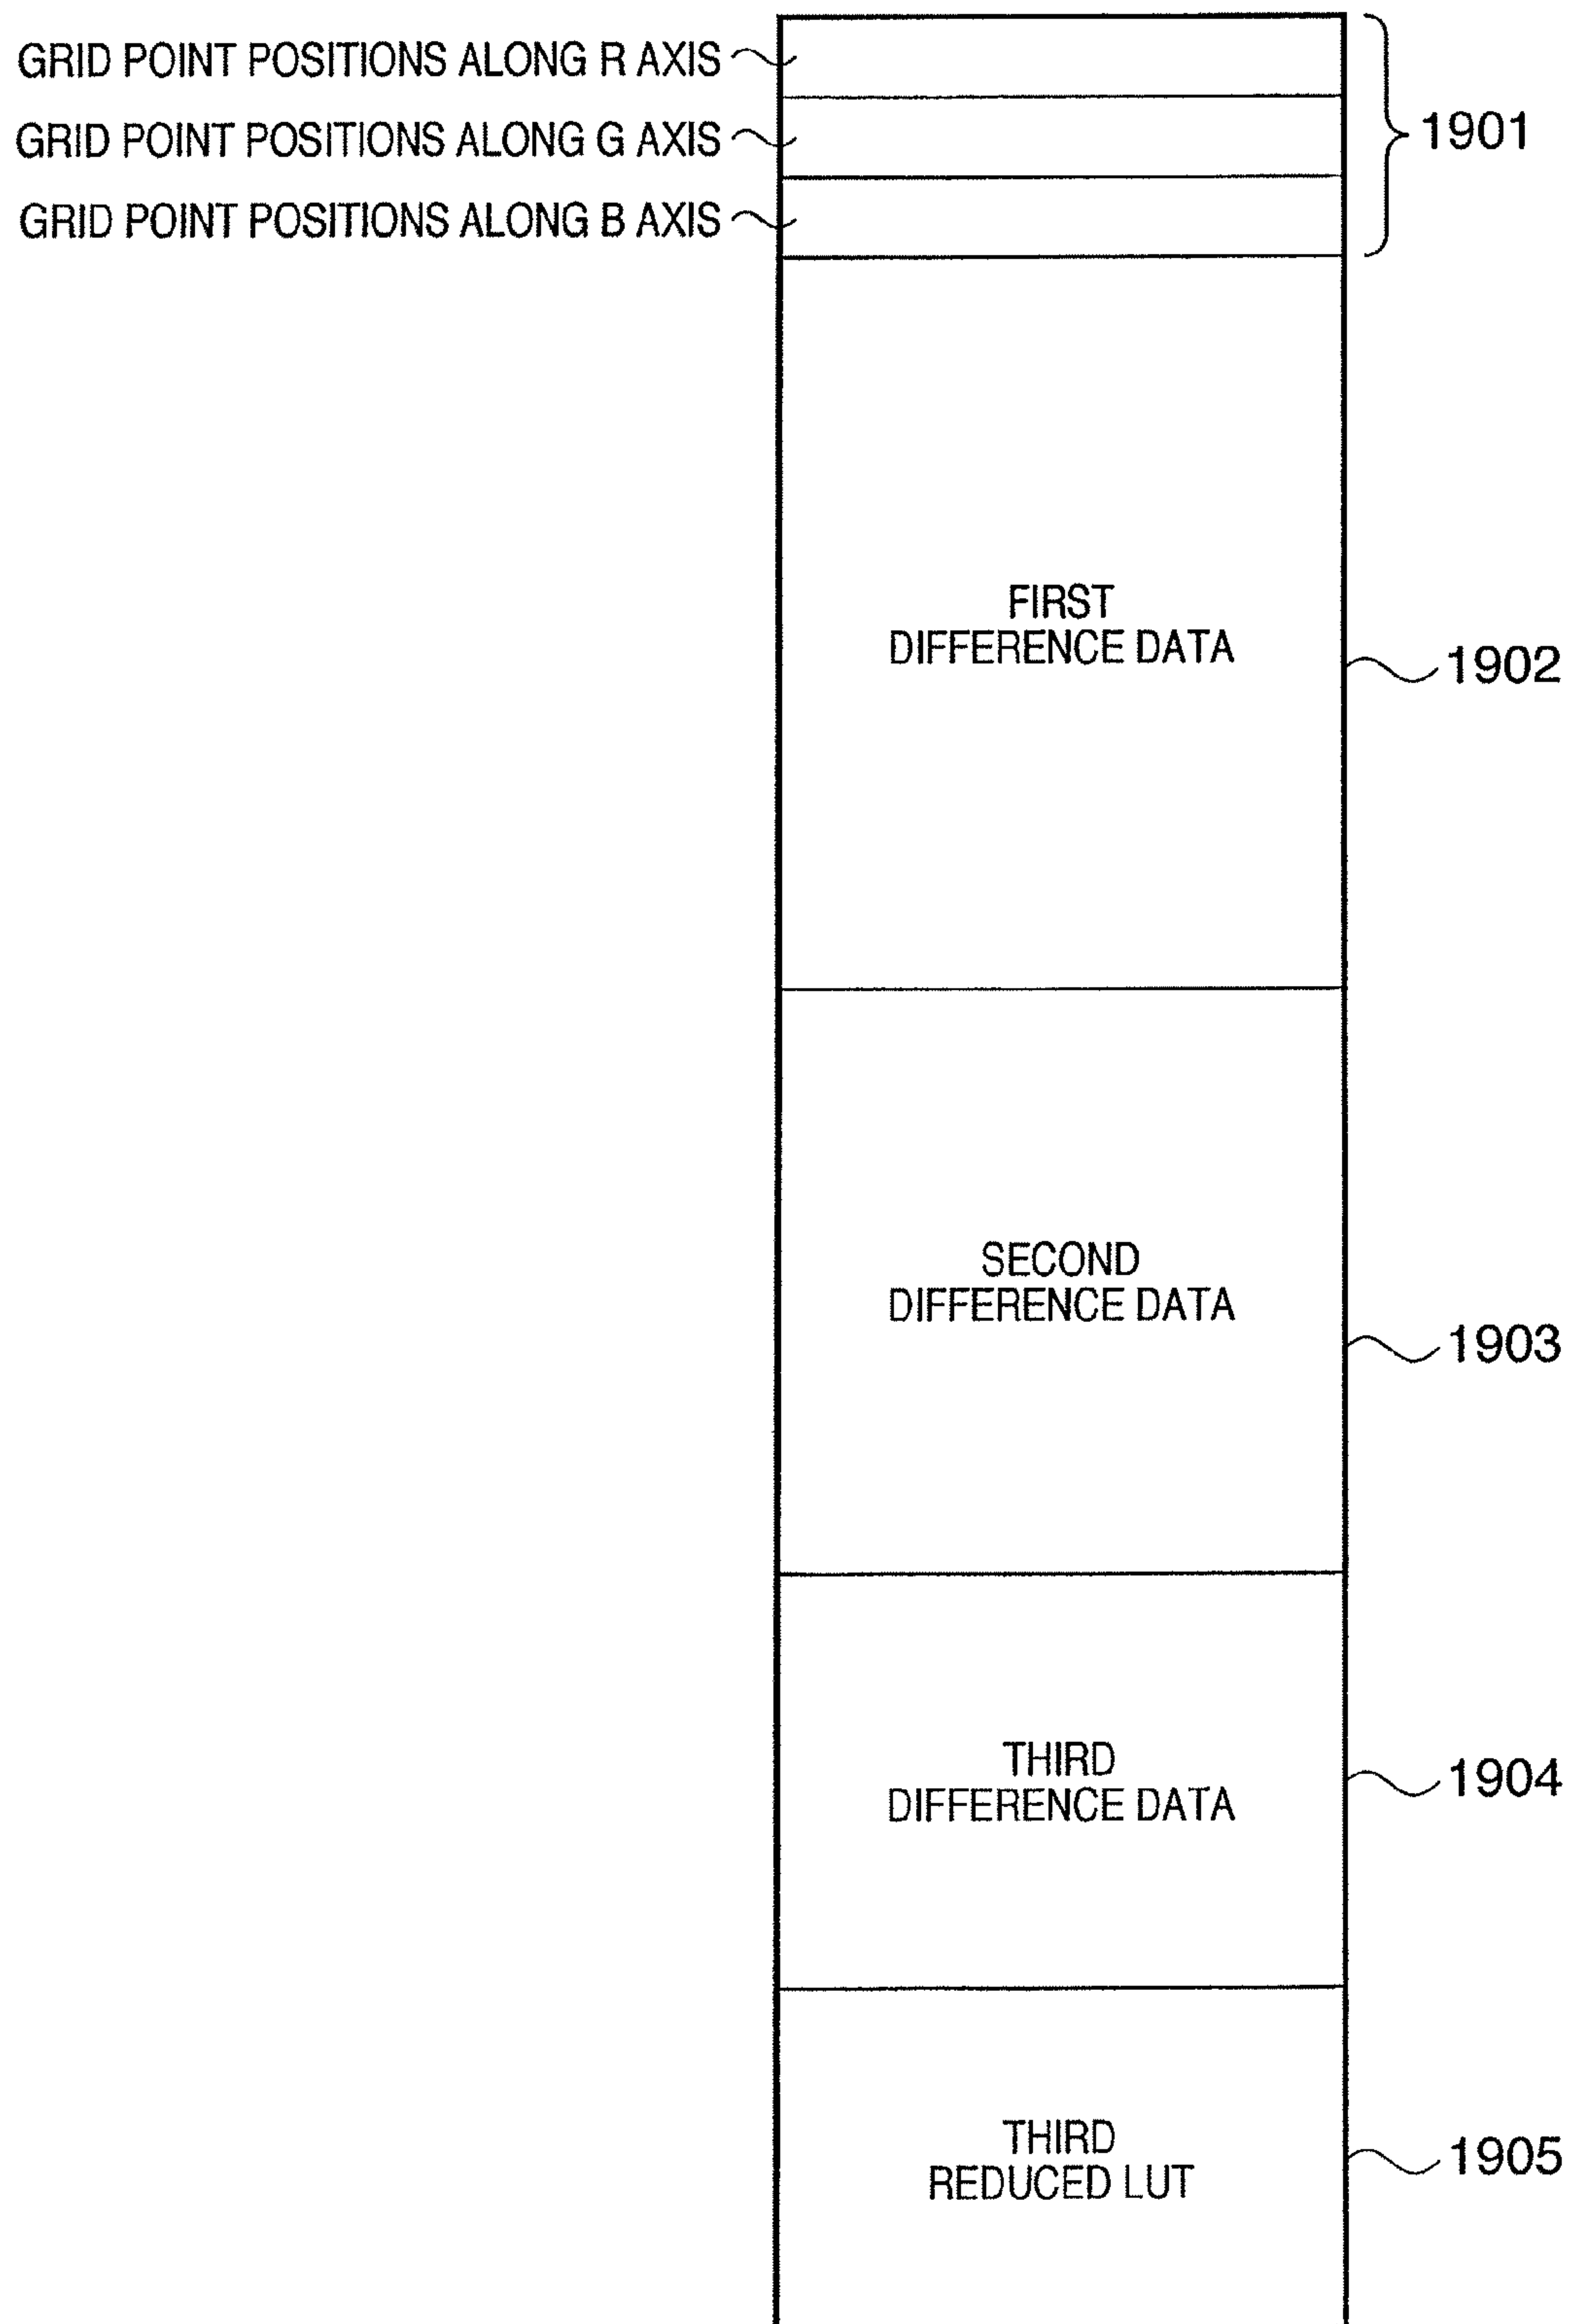 GRID POINT POSITIONS ALONG R AXIS
GRID POINT POSITIONS ALONG G AXIS
1901
GRID POINT POSITIONS ALONG B AXIS
FIRST
DIFFERENCE DATA
1902
SECOND
DIFFERENCE DATA
1903
THIRD
DIFFERENCE DATA
1904
THIRD
REDUCED LUT
1905